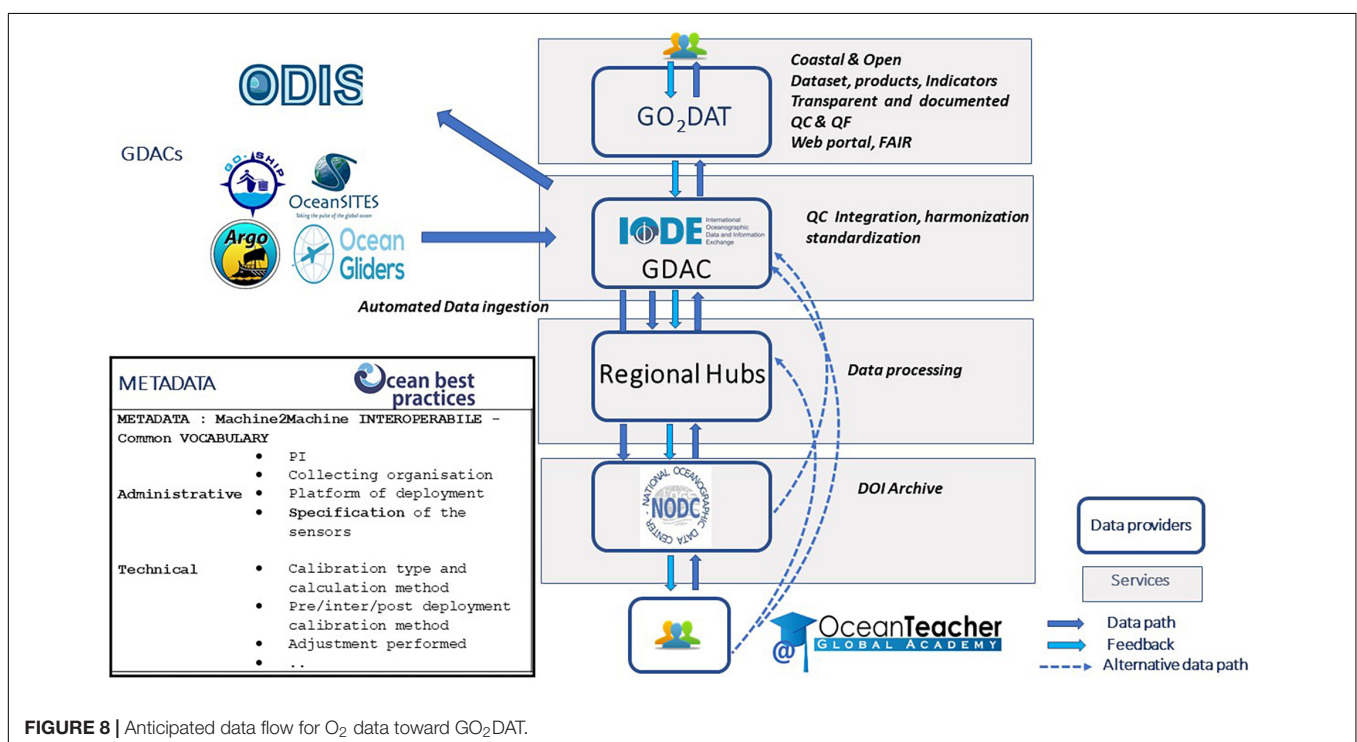 ODIS
GDACs
GO-SHIP
OceanSITES
Taking the pulse of the global ocean
Argo
Ocean
Gliders
GO₂DAT
Coastal & Open
Dataset, products, Indicators
Transparent and documented
QC & QF
Web portal, FAIR
IODE
International
Oceanographic
Data and Information
Exchange
GDAC
QC Integration, harmonization
standardization
Automated Data ingestion
Regional Hubs
Data processing
NATIONAL OCEANOGRAPHIC DATA CENTER -
NODC
DOI Archive
METADATA
Ocean best
practices
METADATA : Machine2Machine INTEROPERABILE –
Common VOCABULARY
• PI
• Collecting organisation
Administrative • Platform of deployment
• Specification of the
sensors
Technical • Calibration type and
calculation method
• Pre/inter/post deployment
calibration method
• Adjustment performed
• ..
@ OceanTeacher
GLOBAL ACADEMY
Data providers
Services
Data path
Feedback
Alternative data path
FIGURE 8 | Anticipated data flow for O₂ data toward GO₂DAT.